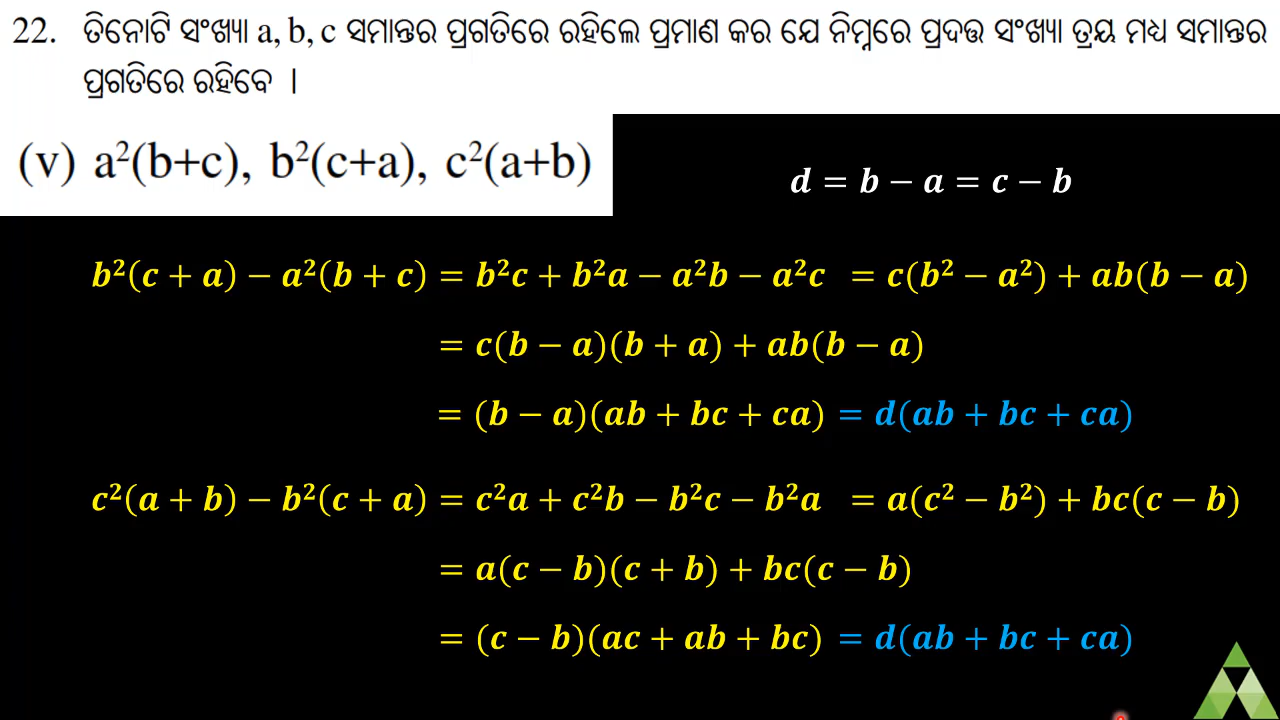 22. ତିନୋଟି ସଂଖ୍ୟା a, b, c ସମାନ୍ତର ପ୍ରଗତିରେ ରହିଲେ ପ୍ରମାଣ କର ଯେ ନିମ୍ନରେ ପ୍ରଦତ୍ତ ସଂଖ୍ୟା ତ୍ରୟ ମଧ୍ୟ ସମାନ୍ତର
ପ୍ରଗତିରେ ରହିବେ ।
(v) a²(b+c), b²(c+a), c²(a+b)
d = b − a = c − b
b²(c + a) − a²(b + c) = b²c + b²a − a²b − a²c = c(b² − a²) + ab(b − a)
= c(b − a)(b + a) + ab(b − a)
= (b − a)(ab + bc + ca) = d(ab + bc + ca)
c²(a + b) − b²(c + a) = c²a + c²b − b²c − b²a = a(c² − b²) + bc(c − b)
= a(c − b)(c + b) + bc(c − b)
= (c − b)(ac + ab + bc) = d(ab + bc + ca)